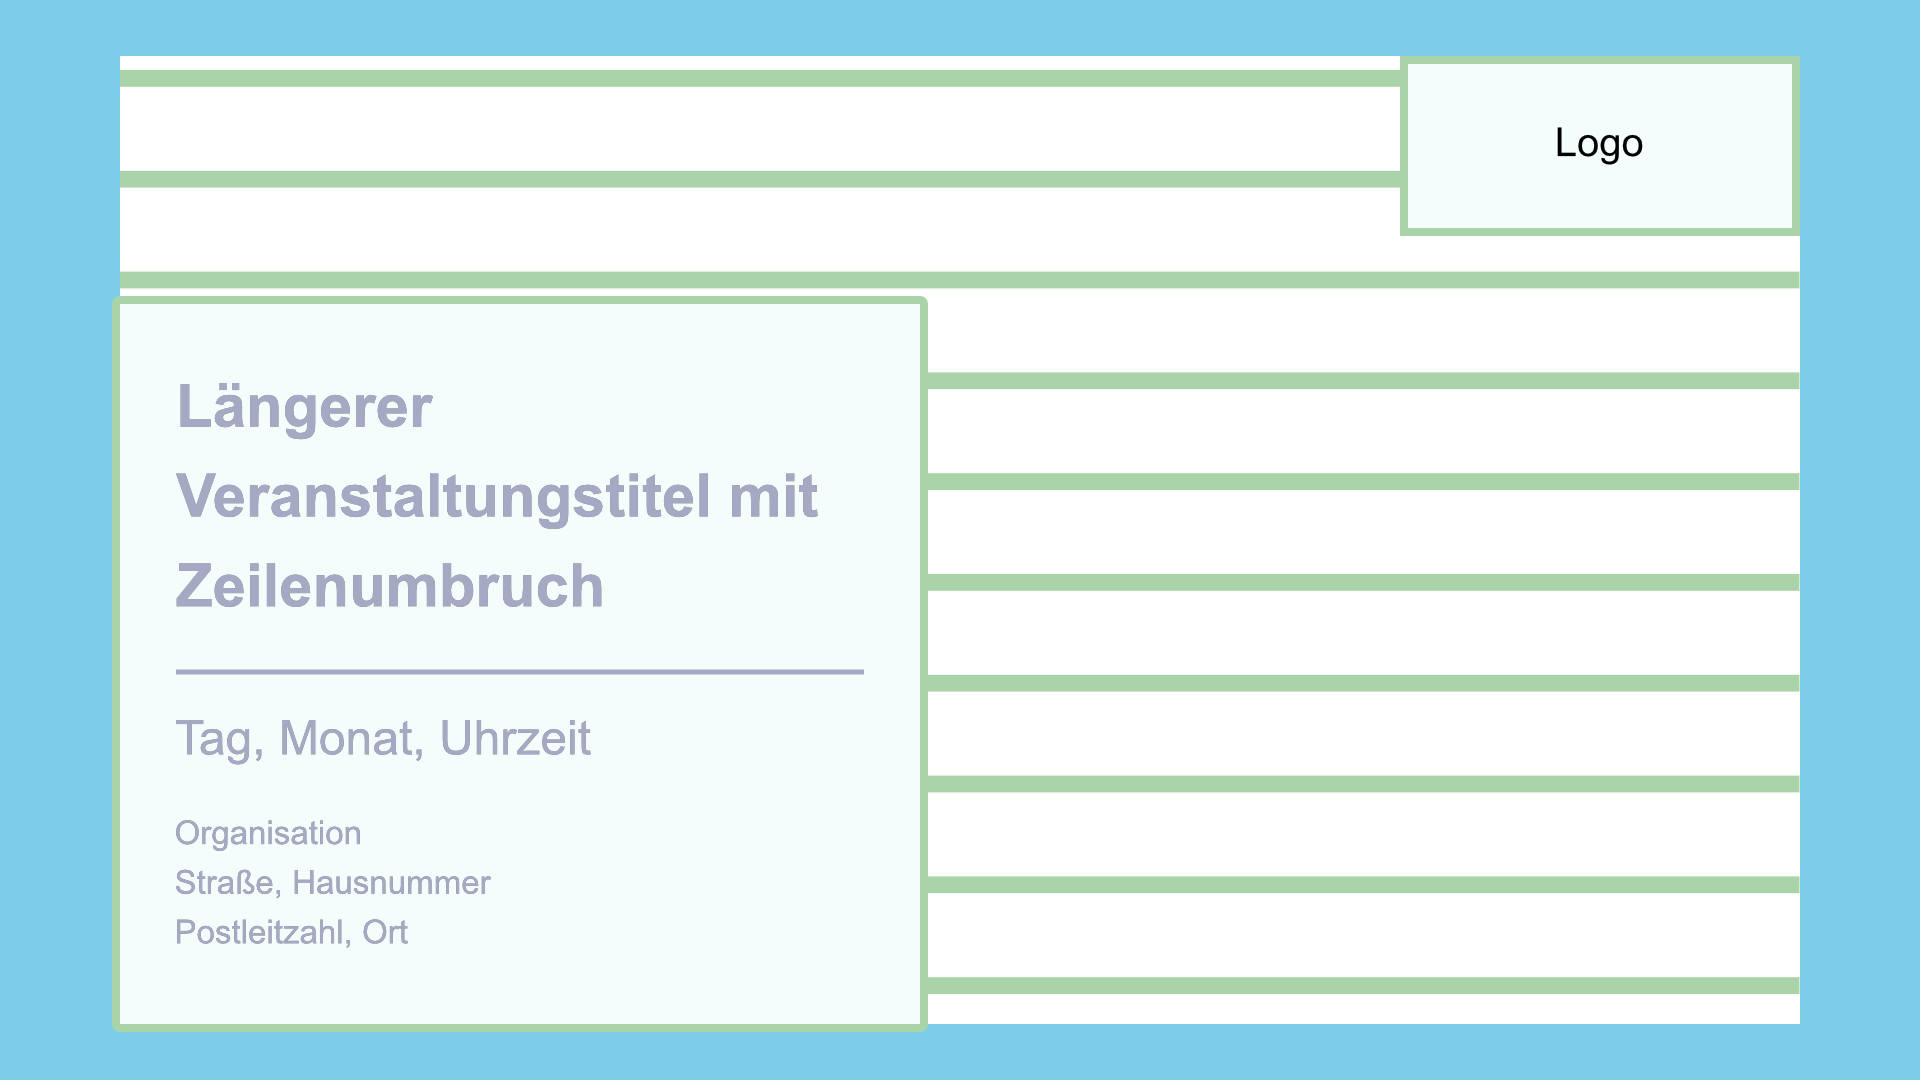 Logo
Längerer
Veranstaltungstitel mit
Zeilenumbruch
Tag, Monat, Uhrzeit
Organisation
Straße, Hausnummer
Postleitzahl, Ort